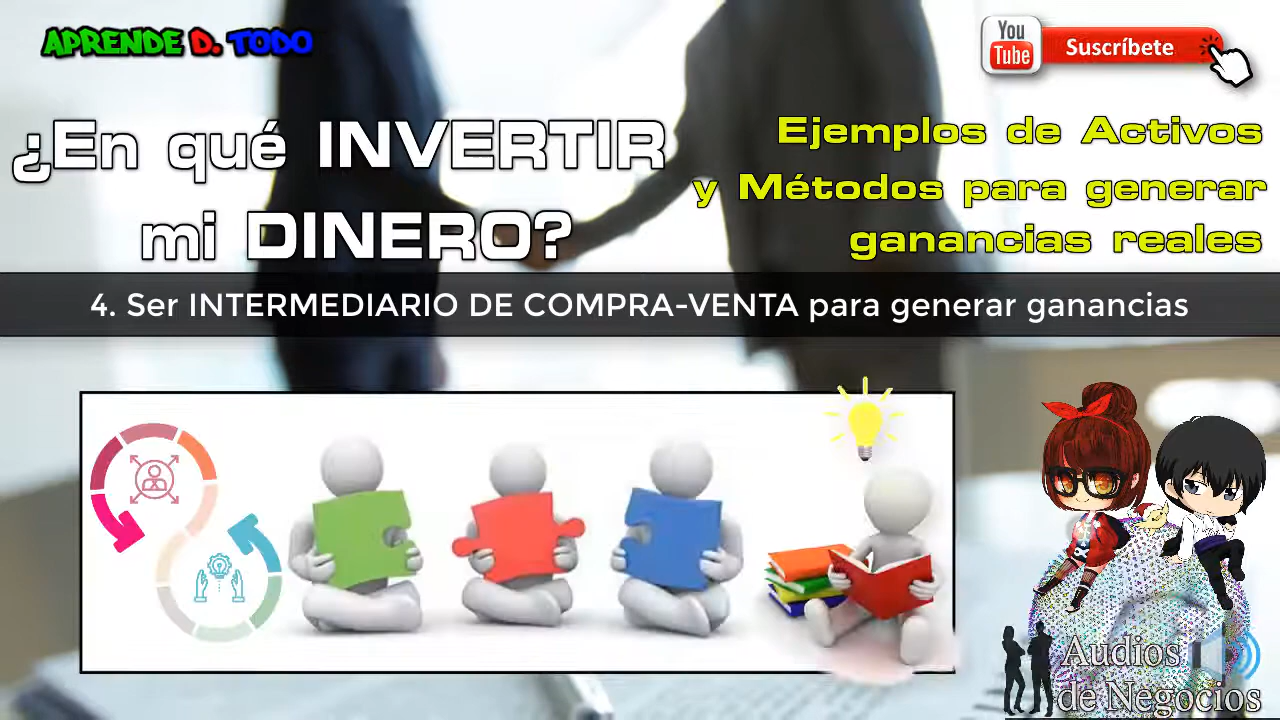 APRENDE D. TODO
You
Tube
Suscríbete
¿En qué INVERTIR
mi DINERO?
Ejemplos de Activos
y Métodos para generar
ganancias reales
4. Ser INTERMEDIARIO DE COMPRA-VENTA para generar ganancias
Audios
de Negocios